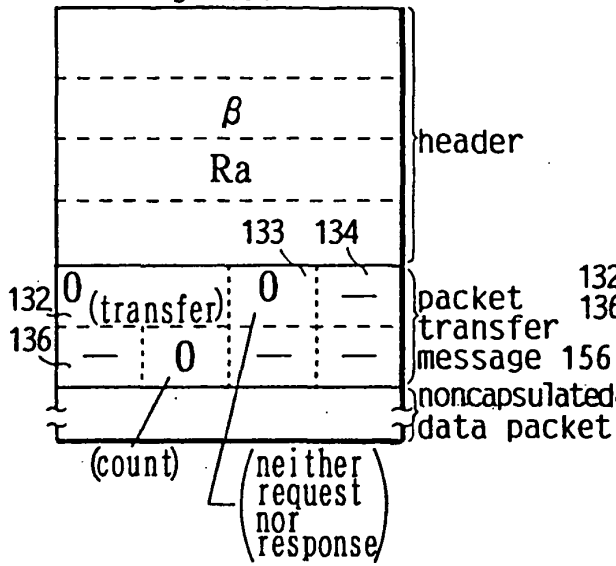 β
Ra
header
133 134
132 0 (transfer) 0 —
136 — 0 — —
packet
transfer
message 156
132
136
noncapsulated
data packet
(count)
(neither
request
nor
response)